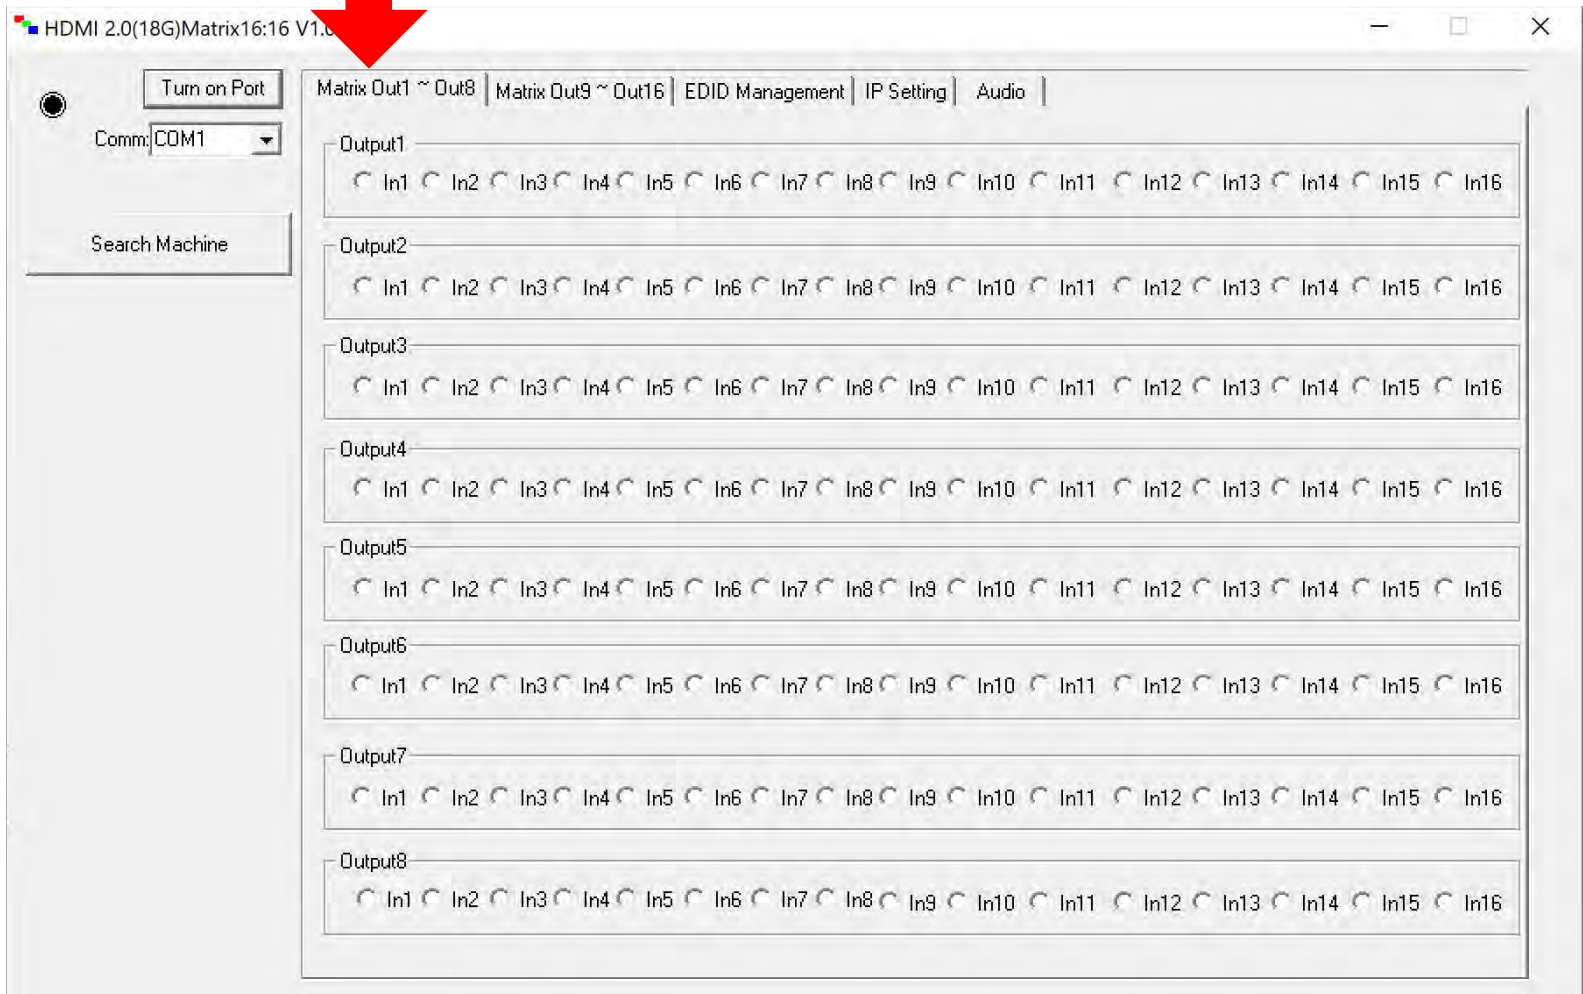 HDMI 2.0(18G)Matrix16:16
Turn on Port
Comm: COM1
Search Machine
Matrix Out1 ~ Out8 Matrix Out9 ~ Out16 EDID Management IP Setting Audio
Output1
In1 In2 In3 In4 In5 In6 In7 In8 In9 In10 In11 In12 In13 In14 In15 In16
Output2
In1 In2 In3 In4 In5 In6 In7 In8 In9 In10 In11 In12 In13 In14 In15 In16
Output3
In1 In2 In3 In4 In5 In6 In7 In8 In9 In10 In11 In12 In13 In14 In15 In16
Output4
In1 In2 In3 In4 In5 In6 In7 In8 In9 In10 In11 In12 In13 In14 In15 In16
Output5
In1 In2 In3 In4 In5 In6 In7 In8 In9 In10 In11 In12 In13 In14 In15 In16
Output6
In1 In2 In3 In4 In5 In6 In7 In8 In9 In10 In11 In12 In13 In14 In15 In16
Output7
In1 In2 In3 In4 In5 In6 In7 In8 In9 In10 In11 In12 In13 In14 In15 In16
Output8
In1 In2 In3 In4 In5 In6 In7 In8 In9 In10 In11 In12 In13 In14 In15 In16